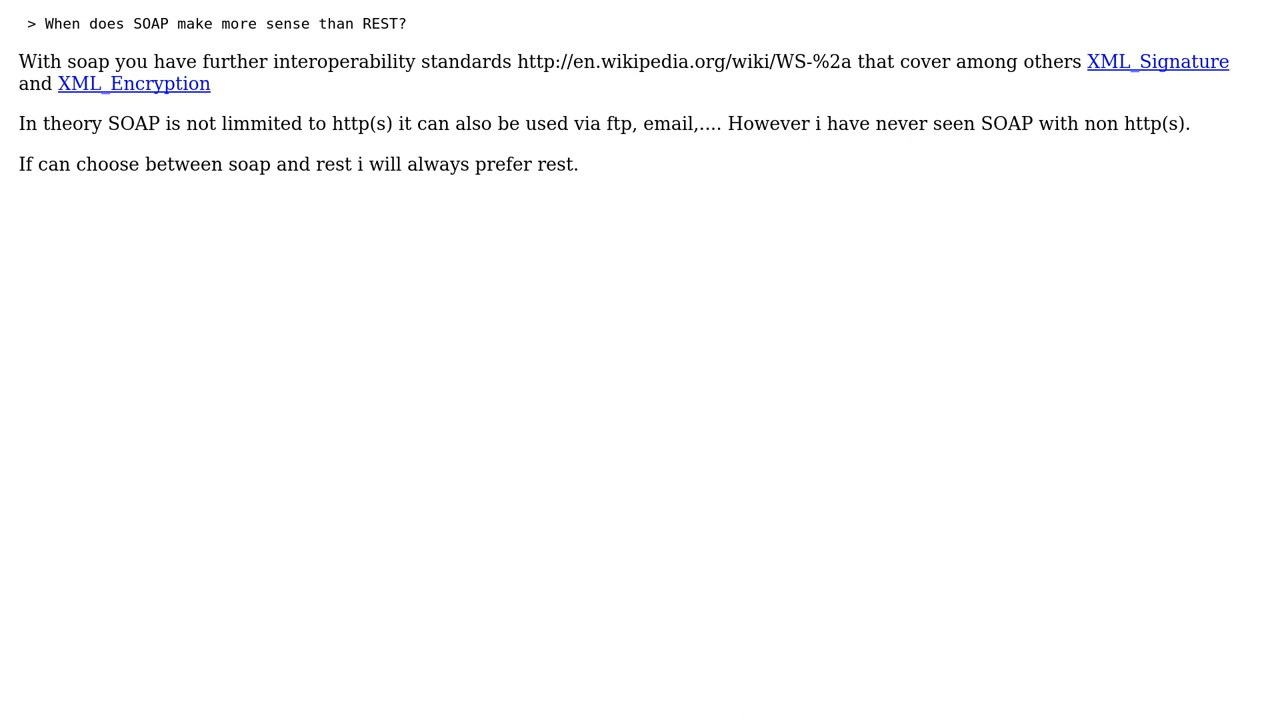 > When does SOAP make more sense than REST?
With soap you have further interoperability standards http://en.wikipedia.org/wiki/WS-%2a that cover among others XML_Signature
and XML_Encryption
In theory SOAP is not limmited to http(s) it can also be used via ftp, email,.... However i have never seen SOAP with non http(s).
If can choose between soap and rest i will always prefer rest.